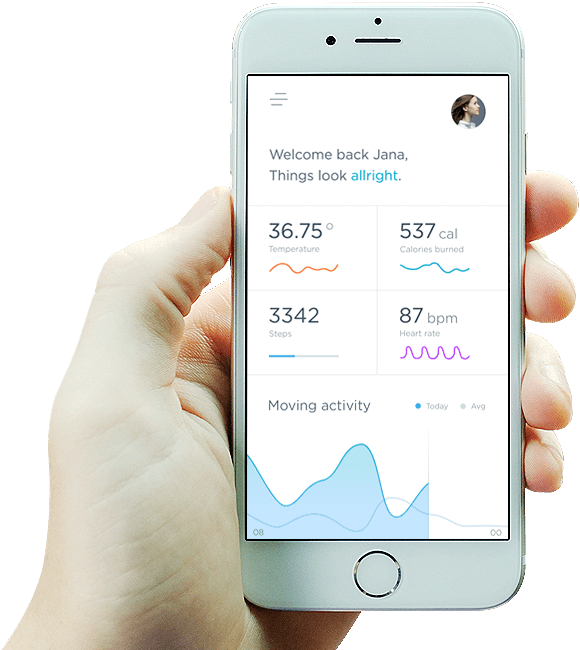 Welcome back Jana,
Things look allright.
36.75°
Temperature
537 cal
Calories burned
3342
Steps
87 bpm
Heart rate
Moving activity
Today
Avg
08
00